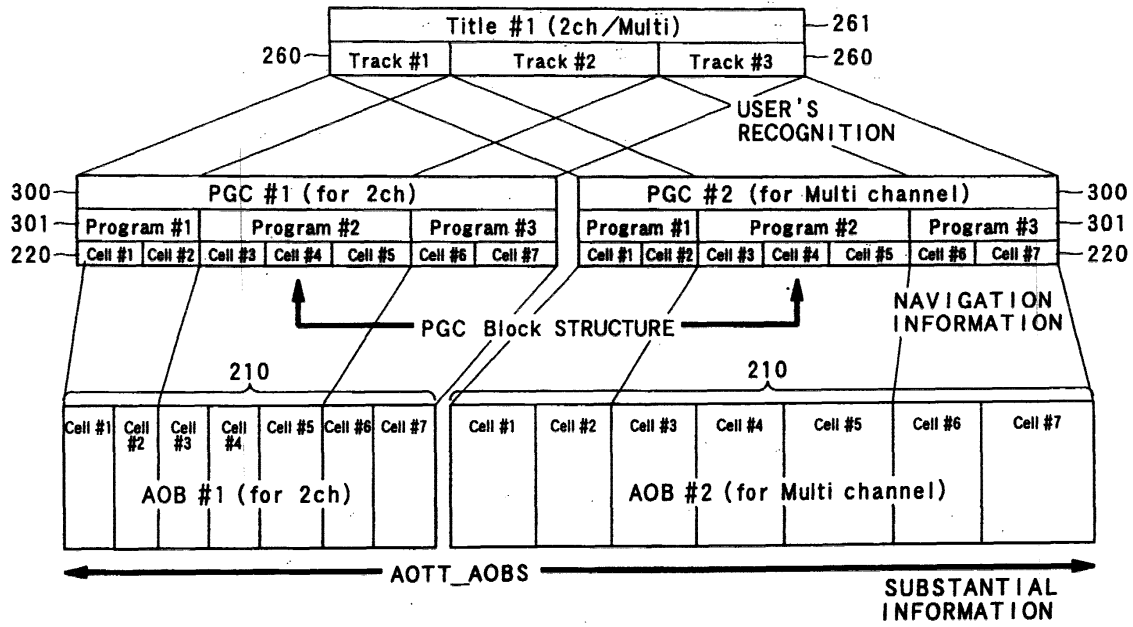 Title #1 (2ch/Multi) 261
260 Track #1 Track #2 Track #3 260
USER'S
RECOGNITION
300 PGC #1 (for 2ch) PGC #2 (for Multi channel) 300
301 Program #1 Program #2 Program #3 Program #1 Program #2 Program #3 301
220 Cell #1 Cell #2 Cell #3 Cell #4 Cell #5 Cell #6 Cell #7 Cell #1 Cell #2 Cell #3 Cell #4 Cell #5 Cell #6 Cell #7 220
NAVIGATION
INFORMATION
PGC Block STRUCTURE
210 210
Cell #1 Cell #2 Cell #3 Cell #4 Cell #5 Cell #6 Cell #7 Cell #1 Cell #2 Cell #3 Cell #4 Cell #5 Cell #6 Cell #7
AOB #1 (for 2ch) AOB #2 (for Multi channel)
AOTT_AOBS
SUBSTANTIAL
INFORMATION